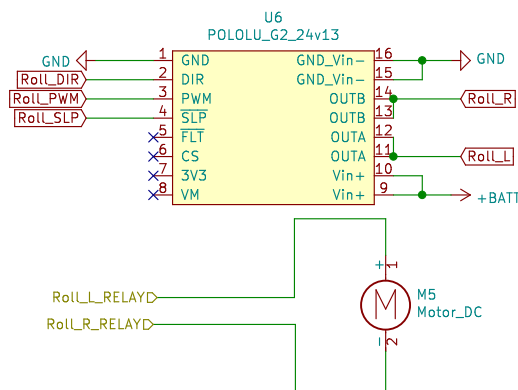 U6
POLOLU_G2_24v13
GND 1 GND GND_Vin- 16 GND
Roll_DIR 2 DIR GND_Vin- 15
Roll_PWM 3 PWM OUTB 14 Roll_R
Roll_SLP 4 SLP OUTB 13
5 FLT OUTA 12
6 CS OUTA 11 Roll_L
7 3V3 Vin+ 10
8 VM Vin+ 9 +BATT
+ 1
Roll_L_RELAY M5
Motor_DC
M
Roll_R_RELAY
- 2